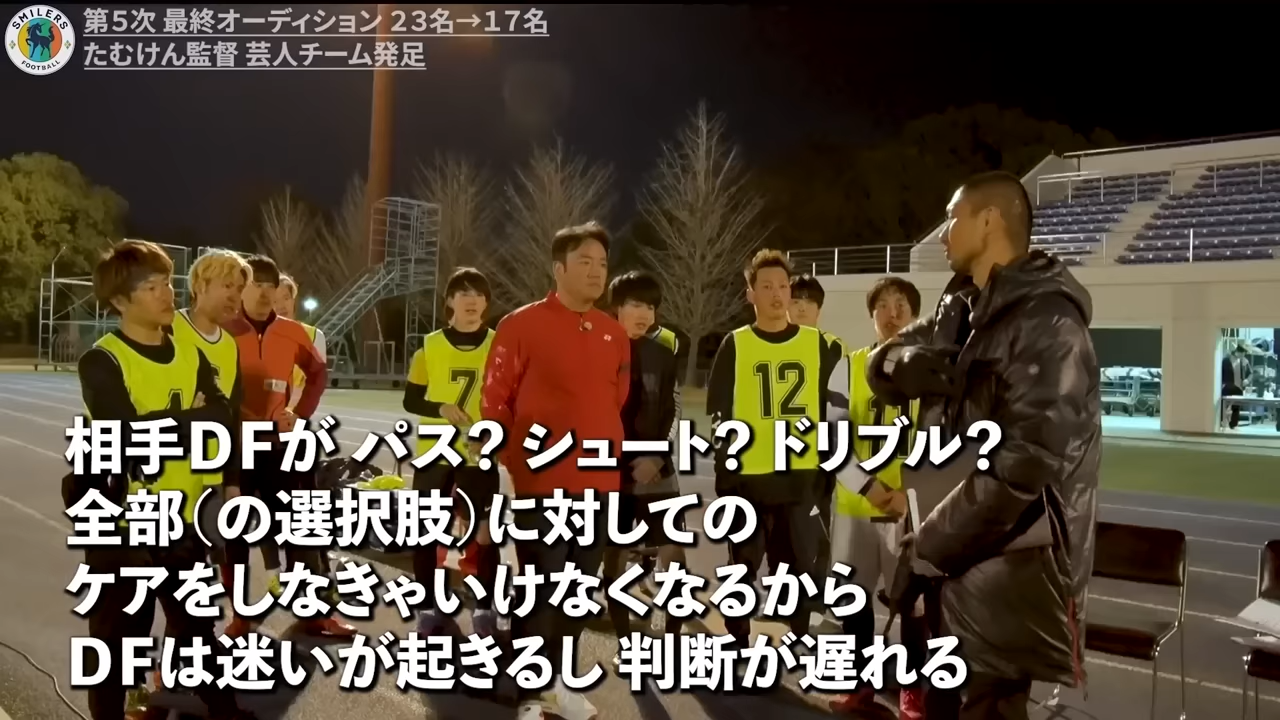 SMILERS
FOOTBALL
第5次 最終オーディション 23名→17名
たむけん監督 芸人チーム発足
7
12
相手DFが パス? シュート? ドリブル?
全部(の選択肢)に対しての
ケアをしなきゃいけなくなるから
DFは迷いが起きるし 判断が遅れる